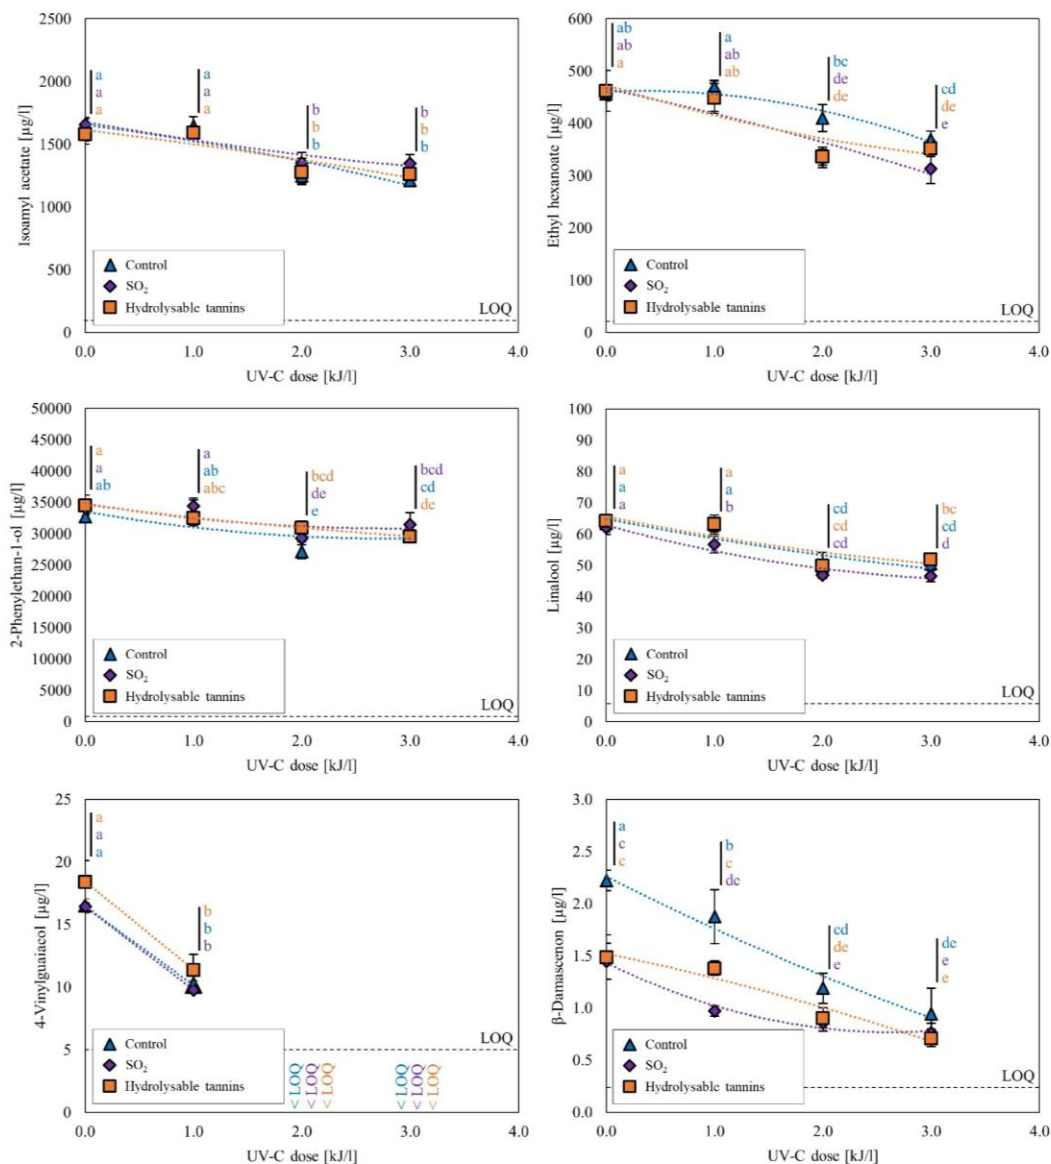 2500
2000
1500
1000
500
0
0.0 1.0 2.0 3.0 4.0
Isoamyl acetate [µg/l]
UV-C dose [kJ/l]
a
a
a
a
a
a
b
b
b
b
b
b
Control
SO₂
Hydrolysable tannins
LOQ
600
500
400
300
200
100
0
0.0 1.0 2.0 3.0 4.0
Ethyl hexanoate [µg/l]
UV-C dose [kJ/l]
ab
ab
a
a
ab
ab
bc
de
de
cd
de
e
Control
SO₂
Hydrolysable tannins
LOQ
50000
45000
40000
35000
30000
25000
20000
15000
10000
5000
0
0.0 1.0 2.0 3.0 4.0
2-Phenylethan-1-ol [µg/l]
UV-C dose [kJ/l]
a
a
ab
a
ab
abc
bcd
de
e
bcd
cd
de
Control
SO₂
Hydrolysable tannins
LOQ
100
90
80
70
60
50
40
30
20
10
0
0.0 1.0 2.0 3.0 4.0
Linalool [µg/l]
UV-C dose [kJ/l]
a
a
a
a
a
b
cd
cd
cd
bc
cd
d
Control
SO₂
Hydrolysable tannins
LOQ
25
20
15
10
5
0
0.0 1.0 2.0 3.0 4.0
4-Vinylguaiacol [µg/l]
UV-C dose [kJ/l]
a
a
a
b
b
b
Control
SO₂
Hydrolysable tannins
LOQ
< LOQ
< LOQ
< LOQ
< LOQ
< LOQ
< LOQ
3.0
2.5
2.0
1.5
1.0
0.5
0.0
0.0 1.0 2.0 3.0 4.0
β-Damascenon [µg/l]
UV-C dose [kJ/l]
a
c
c
b
c
de
cd
de
e
de
e
e
Control
SO₂
Hydrolysable tannins
LOQ